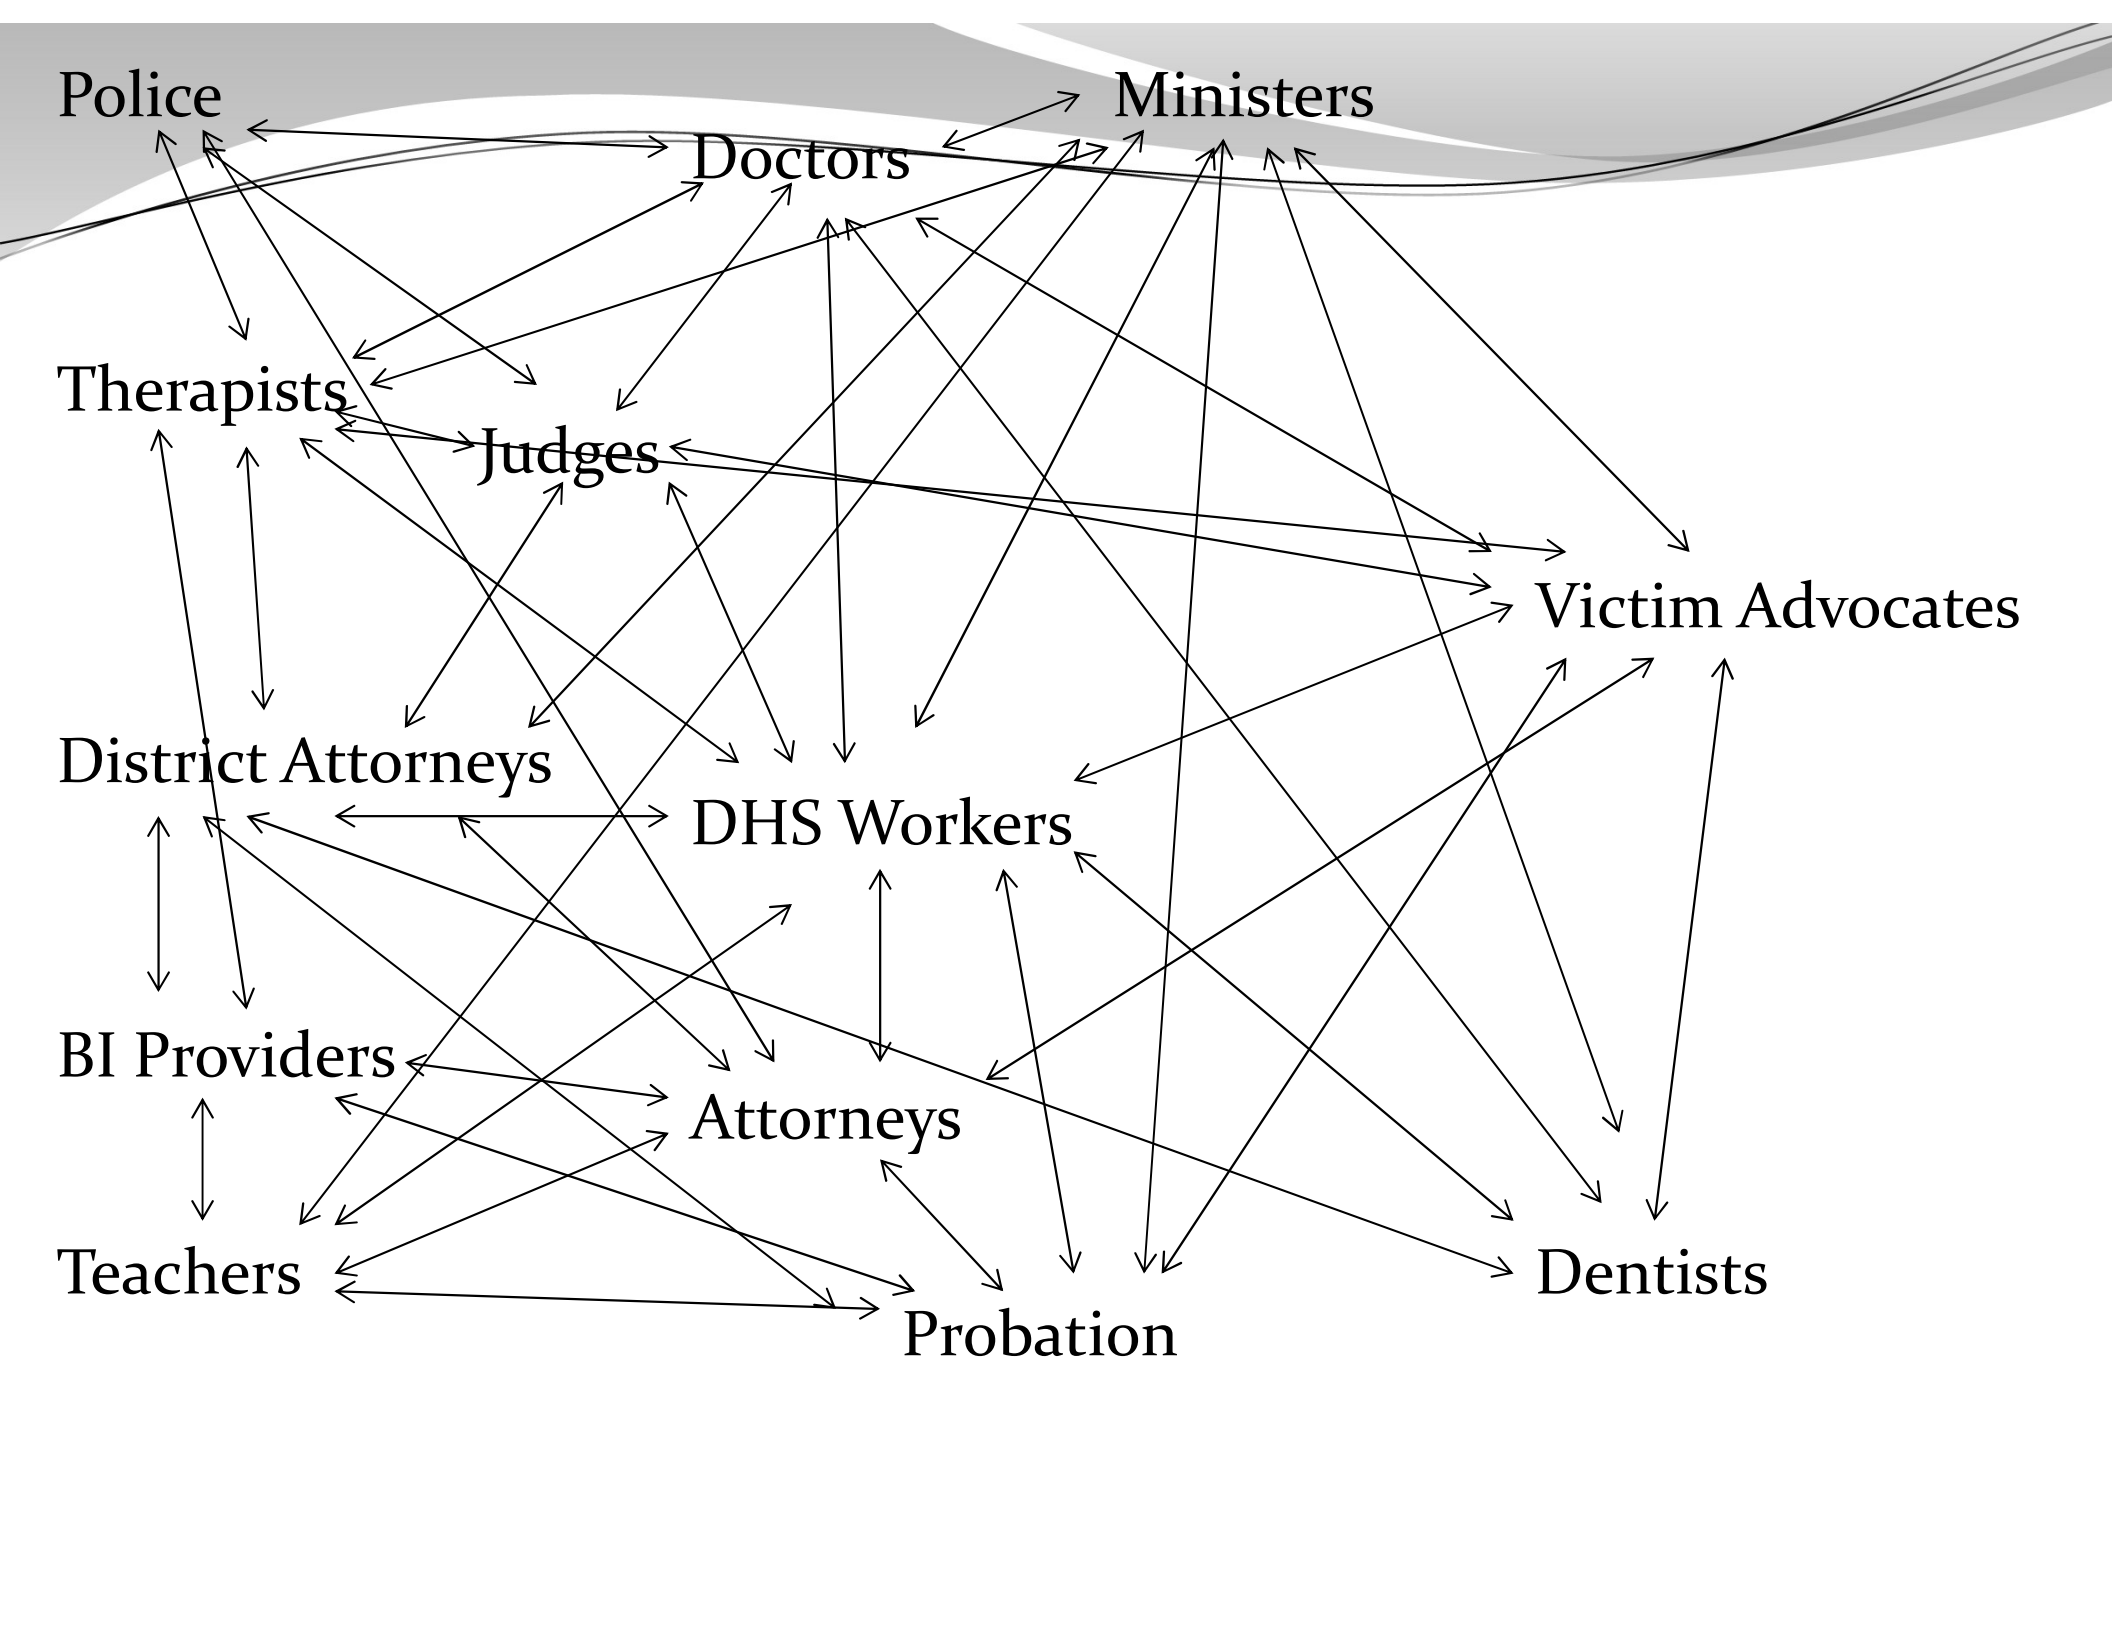 Police
Ministers
Doctors
Therapists
Judges
Victim Advocates
District Attorneys
DHS Workers
BI Providers
Attorneys
Teachers
Dentists
Probation